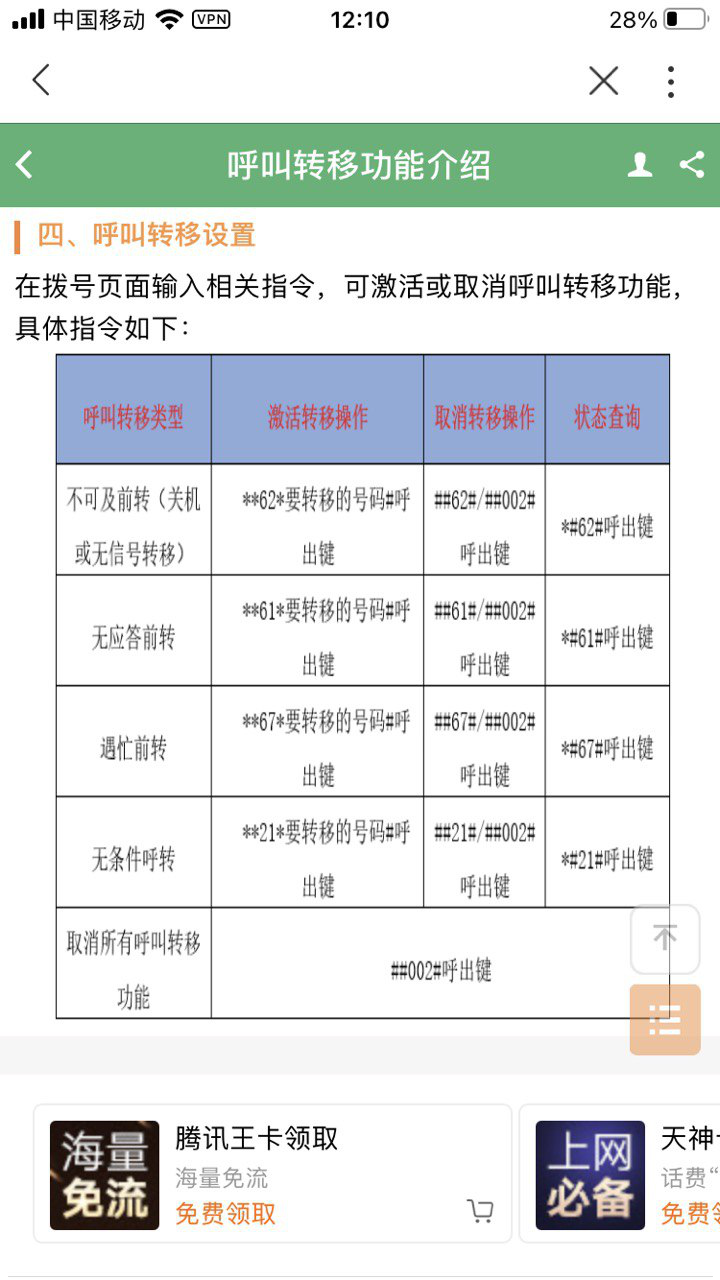 中国移动 VPN 12:10 28%
呼叫转移功能介绍
四、呼叫转移设置
在拨号页面输入相关指令，可激活或取消呼叫转移功能，
具体指令如下：
呼叫转移类型 激活转移操作 取消转移操作 状态查询
不可及前转（关机 **62*要转移的号码#呼 ##62#/##002# *#62#呼出键
或无信号转移） 出键 呼出键
无应答前转 **61*要转移的号码#呼 ##61#/##002# *#61#呼出键
出键 呼出键
遇忙前转 **67*要转移的号码#呼 ##67#/##002# *#67#呼出键
出键 呼出键
无条件呼转 **21*要转移的号码#呼 ##21#/##002# *#21#呼出键
出键 呼出键
取消所有呼叫转移 ##002#呼出键
功能
海量 腾讯王卡领取 上网 天神
免流 海量免流 必备 话费“
免费领取 免费